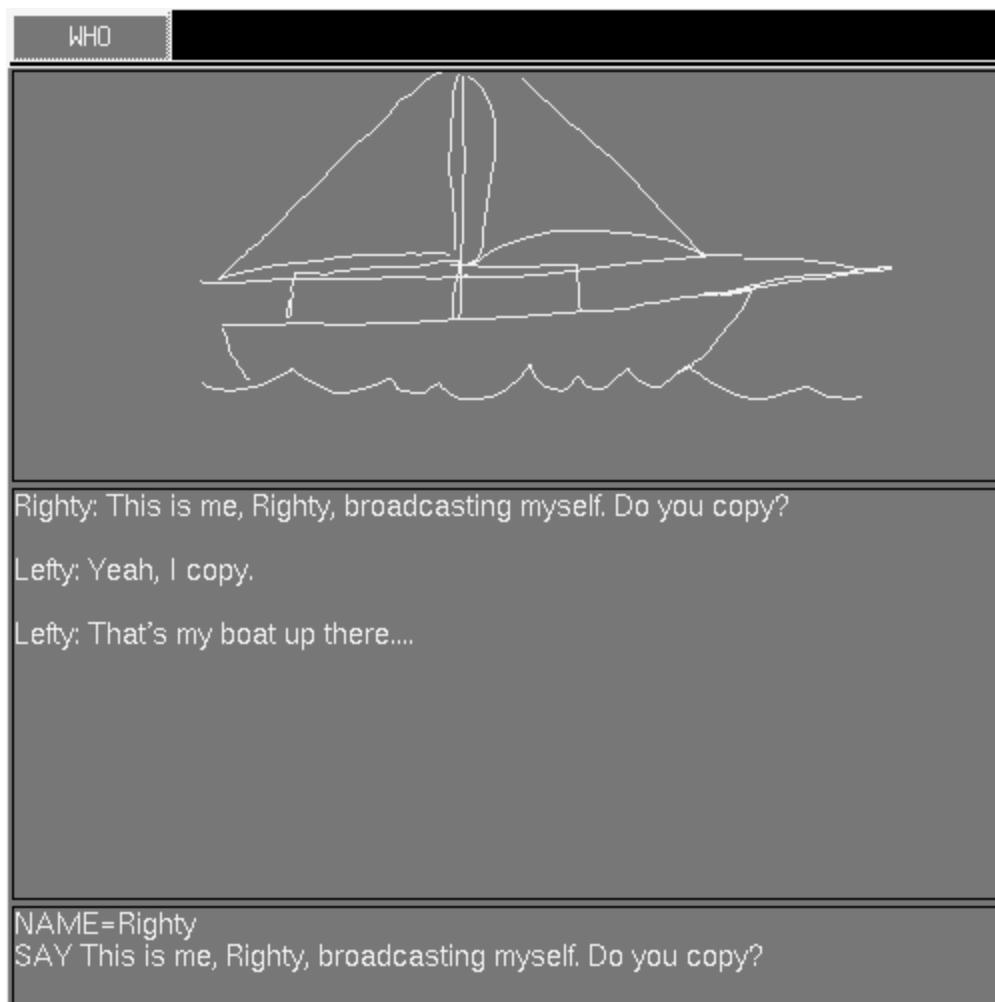 WHO
Righty: This is me, Righty, broadcasting myself. Do you copy?
Lefty: Yeah, I copy.
Lefty: That's my boat up there....
NAME=Righty
SAY This is me, Righty, broadcasting myself. Do you copy?